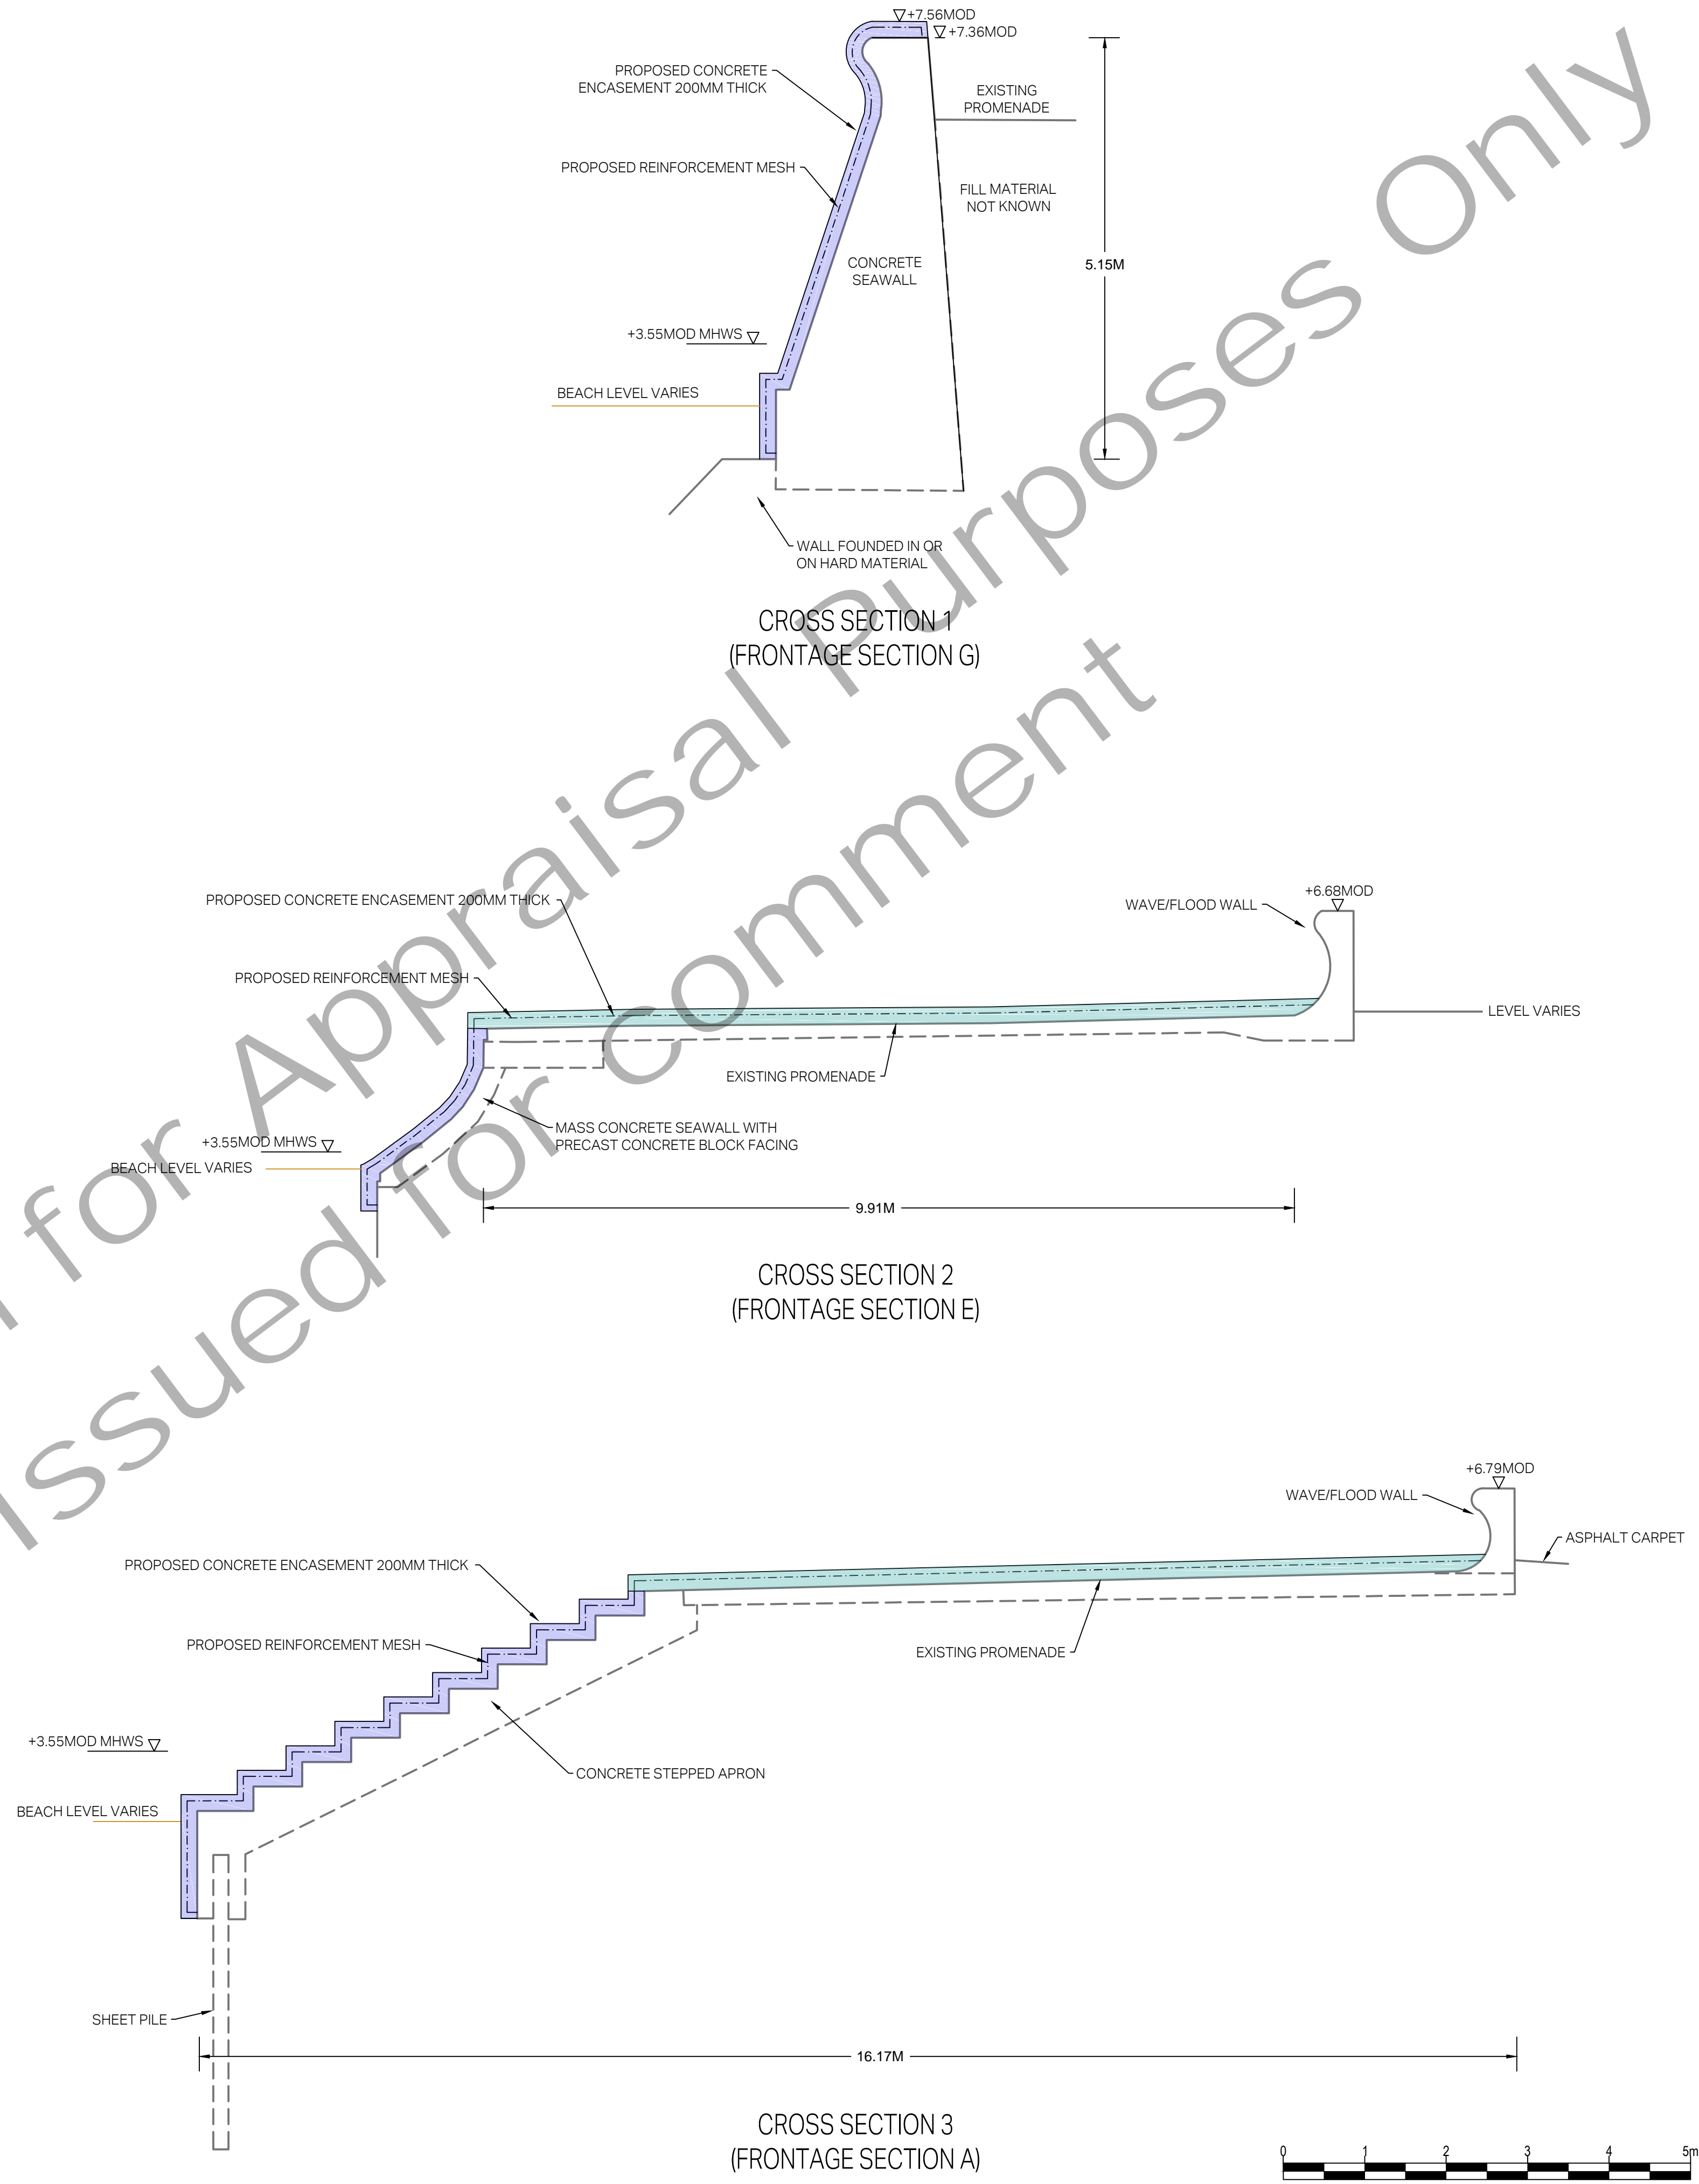 +7.56MOD
+7.36MOD
PROPOSED CONCRETE
ENCASEMENT 200MM THICK
EXISTING
PROMENADE
PROPOSED REINFORCEMENT MESH
FILL MATERIAL
NOT KNOWN
CONCRETE
SEAWALL
5.15M
+3.55MOD MHWS
BEACH LEVEL VARIES
WALL FOUNDED IN OR
ON HARD MATERIAL
CROSS SECTION 1
(FRONTAGE SECTION G)
for Appraisal Purposes Only
Issued for comment
PROPOSED CONCRETE ENCASEMENT 200MM THICK
+6.68MOD
WAVE/FLOOD WALL
PROPOSED REINFORCEMENT MESH
LEVEL VARIES
EXISTING PROMENADE
MASS CONCRETE SEAWALL WITH
PRECAST CONCRETE BLOCK FACING
+3.55MOD MHWS
BEACH LEVEL VARIES
9.91M
CROSS SECTION 2
(FRONTAGE SECTION E)
+6.79MOD
WAVE/FLOOD WALL
ASPHALT CARPET
PROPOSED CONCRETE ENCASEMENT 200MM THICK
PROPOSED REINFORCEMENT MESH
EXISTING PROMENADE
+3.55MOD MHWS
CONCRETE STEPPED APRON
BEACH LEVEL VARIES
SHEET PILE
16.17M
CROSS SECTION 3
(FRONTAGE SECTION A)
0 1 2 3 4 5m